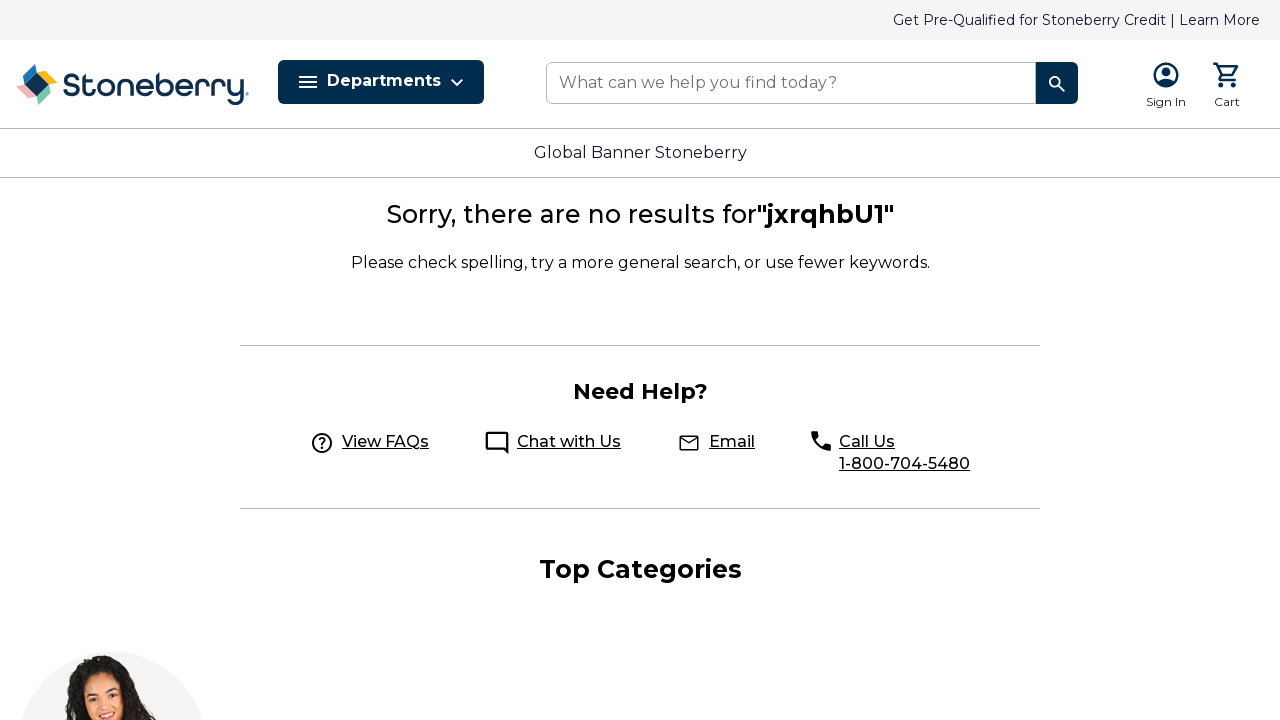 Get Pre-Qualified for Stoneberry Credit | Learn More
Stoneberry
Departments
What can we help you find today?
Sign In
Cart
Global Banner Stoneberry
Sorry, there are no results for"jxrqhbU1"
Please check spelling, try a more general search, or use fewer keywords.
Need Help?
View FAQs
Chat with Us
Email
Call Us
1-800-704-5480
Top Categories